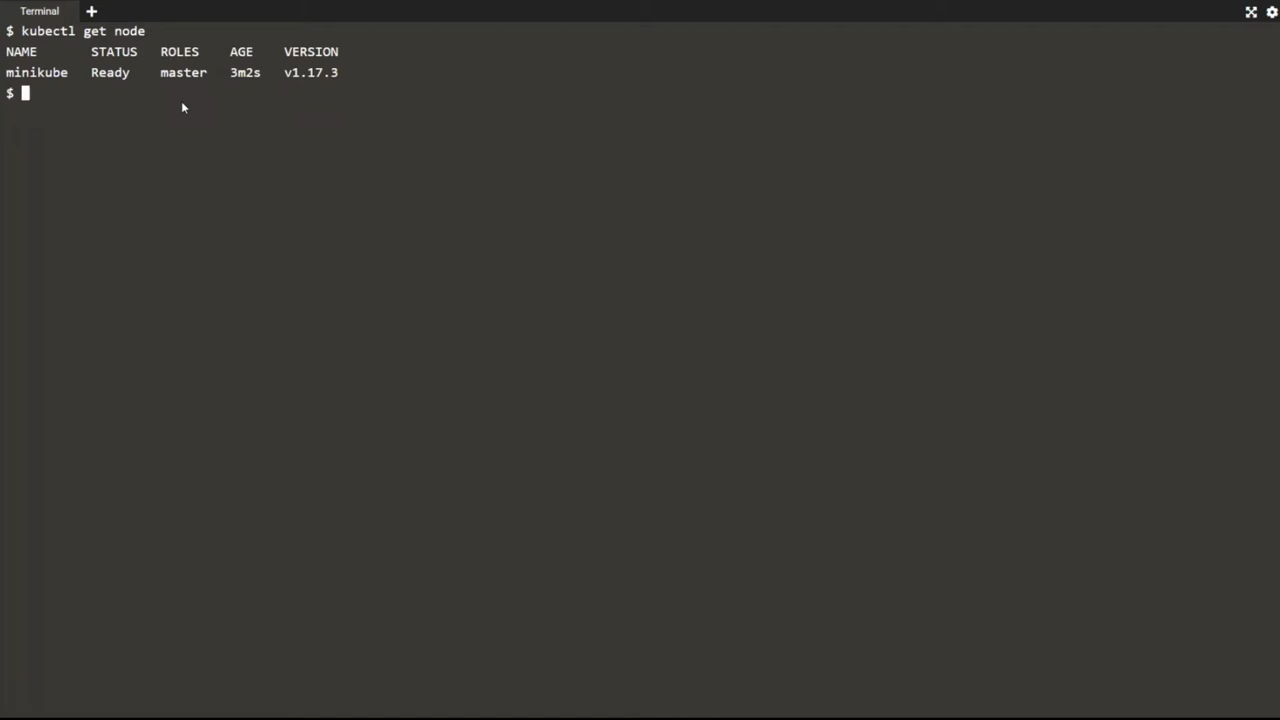 Terminal
$ kubectl get node
NAME STATUS ROLES AGE VERSION
minikube Ready master 3m2s v1.17.3
$